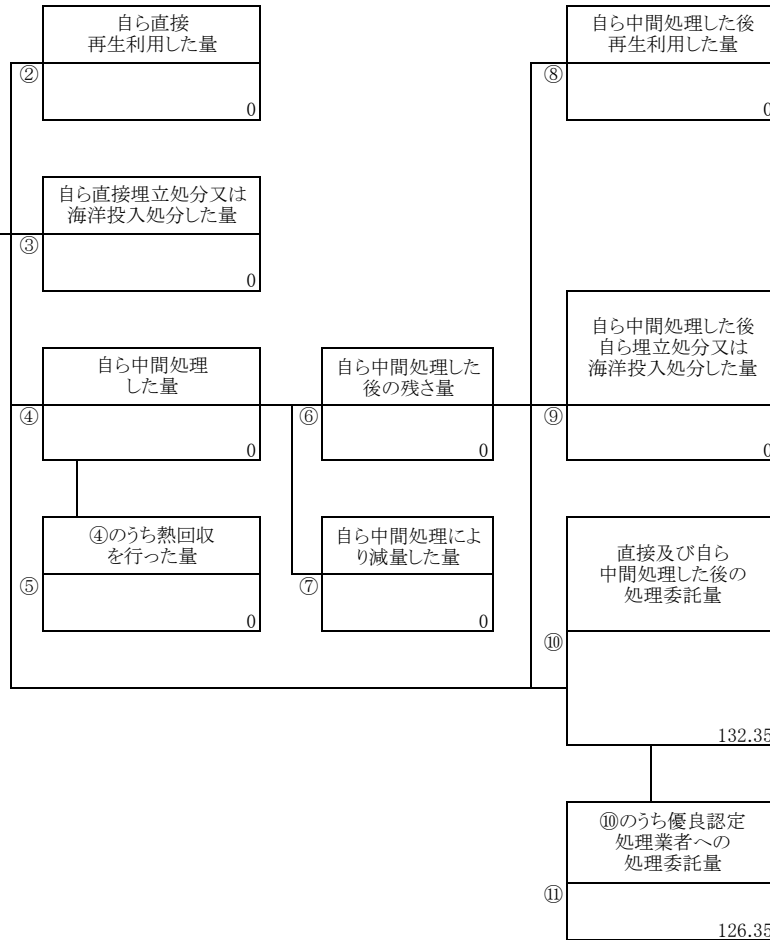 自ら直接
再生利用した量
②
0
自ら中間処理した後
再生利用した量
⑧
0
自ら直接埋立処分又は
海洋投入処分した量
③
0
自ら中間処理
した量
④
0
自ら中間処理した
後の残さ量
⑥
0
自ら中間処理した後
自ら埋立処分又は
海洋投入処分した量
⑨
0
④のうち熱回収
を行った量
⑤
0
自ら中間処理によ
り減量した量
⑦
0
直接及び自ら
中間処理した後の
処理委託量
⑩
132.35
⑩のうち優良認定
処理業者への
処理委託量
⑪
126.35